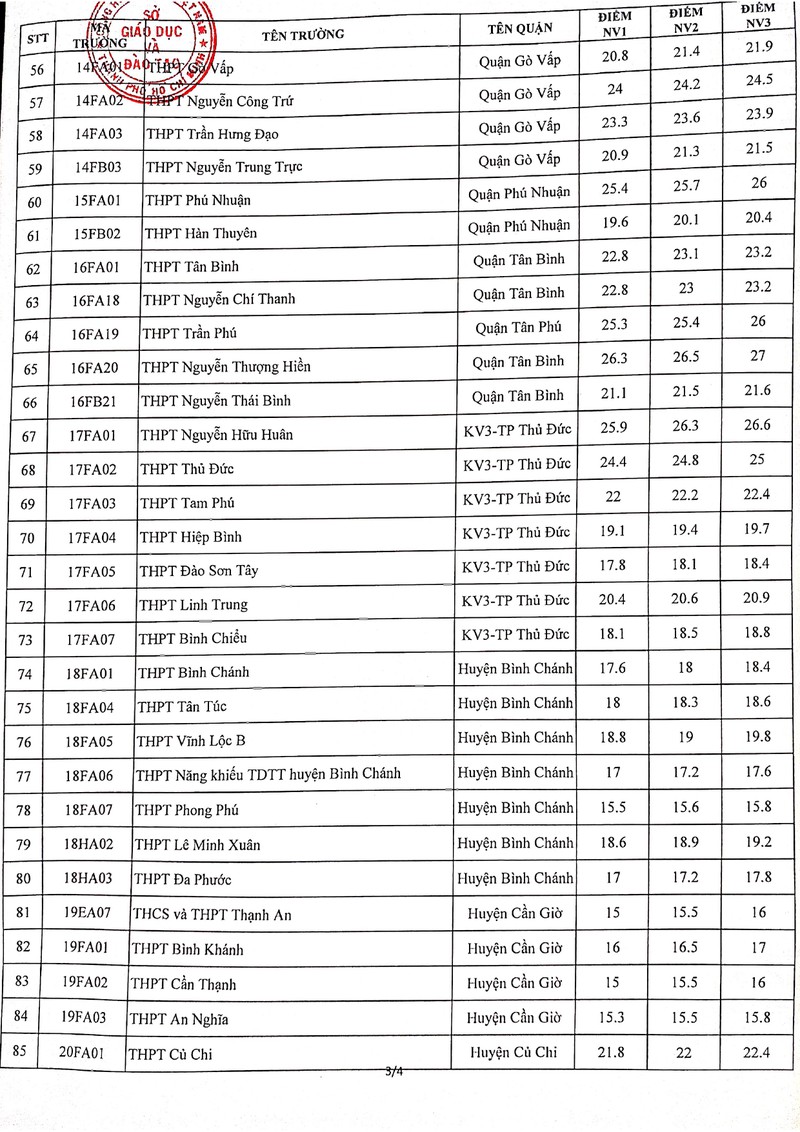 STT MÃ TRƯỜNG TÊN TRƯỜNG TÊN QUẬN ĐIỂM NV1 ĐIỂM NV2 ĐIỂM NV3
SỞ
GIÁO DỤC
VÀ
ĐÀO TẠO
THÀNH PHỐ HỒ CHÍ MINH
56 14FA01 THPT Gò Vấp Quận Gò Vấp 20.8 21.4 21.9
57 14FA02 THPT Nguyễn Công Trứ Quận Gò Vấp 24 24.2 24.5
58 14FA03 THPT Trần Hưng Đạo Quận Gò Vấp 23.3 23.6 23.9
59 14FB03 THPT Nguyễn Trung Trực Quận Gò Vấp 20.9 21.3 21.5
60 15FA01 THPT Phú Nhuận Quận Phú Nhuận 25.4 25.7 26
61 15FB02 THPT Hàn Thuyên Quận Phú Nhuận 19.6 20.1 20.4
62 16FA01 THPT Tân Bình Quận Tân Bình 22.8 23.1 23.2
63 16FA18 THPT Nguyễn Chí Thanh Quận Tân Bình 22.8 23 23.2
64 16FA19 THPT Trần Phú Quận Tân Phú 25.3 25.4 26
65 16FA20 THPT Nguyễn Thượng Hiền Quận Tân Bình 26.3 26.5 27
66 16FB21 THPT Nguyễn Thái Bình Quận Tân Bình 21.1 21.5 21.6
67 17FA01 THPT Nguyễn Hữu Huân KV3-TP Thủ Đức 25.9 26.3 26.6
68 17FA02 THPT Thủ Đức KV3-TP Thủ Đức 24.4 24.8 25
69 17FA03 THPT Tam Phú KV3-TP Thủ Đức 22 22.2 22.4
70 17FA04 THPT Hiệp Bình KV3-TP Thủ Đức 19.1 19.4 19.7
71 17FA05 THPT Đào Sơn Tây KV3-TP Thủ Đức 17.8 18.1 18.4
72 17FA06 THPT Linh Trung KV3-TP Thủ Đức 20.4 20.6 20.9
73 17FA07 THPT Bình Chiểu KV3-TP Thủ Đức 18.1 18.5 18.8
74 18FA01 THPT Bình Chánh Huyện Bình Chánh 17.6 18 18.4
75 18FA04 THPT Tân Túc Huyện Bình Chánh 18 18.3 18.6
76 18FA05 THPT Vĩnh Lộc B Huyện Bình Chánh 18.8 19 19.8
77 18FA06 THPT Năng khiếu TDTT huyện Bình Chánh Huyện Bình Chánh 17 17.2 17.6
78 18FA07 THPT Phong Phú Huyện Bình Chánh 15.5 15.6 15.8
79 18HA02 THPT Lê Minh Xuân Huyện Bình Chánh 18.6 18.9 19.2
80 18HA03 THPT Đa Phước Huyện Bình Chánh 17 17.2 17.8
81 19EA07 THCS và THPT Thạnh An Huyện Cần Giờ 15 15.5 16
82 19FA01 THPT Bình Khánh Huyện Cần Giờ 16 16.5 17
83 19FA02 THPT Cần Thạnh Huyện Cần Giờ 15 15.5 16
84 19FA03 THPT An Nghĩa Huyện Cần Giờ 15.3 15.5 15.8
85 20FA01 THPT Củ Chi Huyện Củ Chi 21.8 22 22.4
3/4